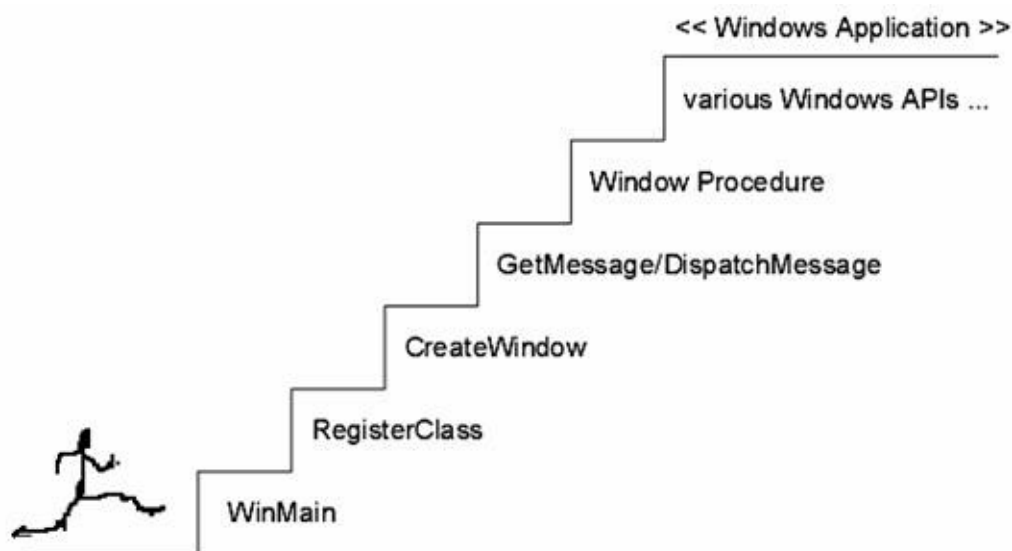 << Windows Application >>
various Windows APIs ...
Window Procedure
GetMessage/DispatchMessage
CreateWindow
RegisterClass
WinMain